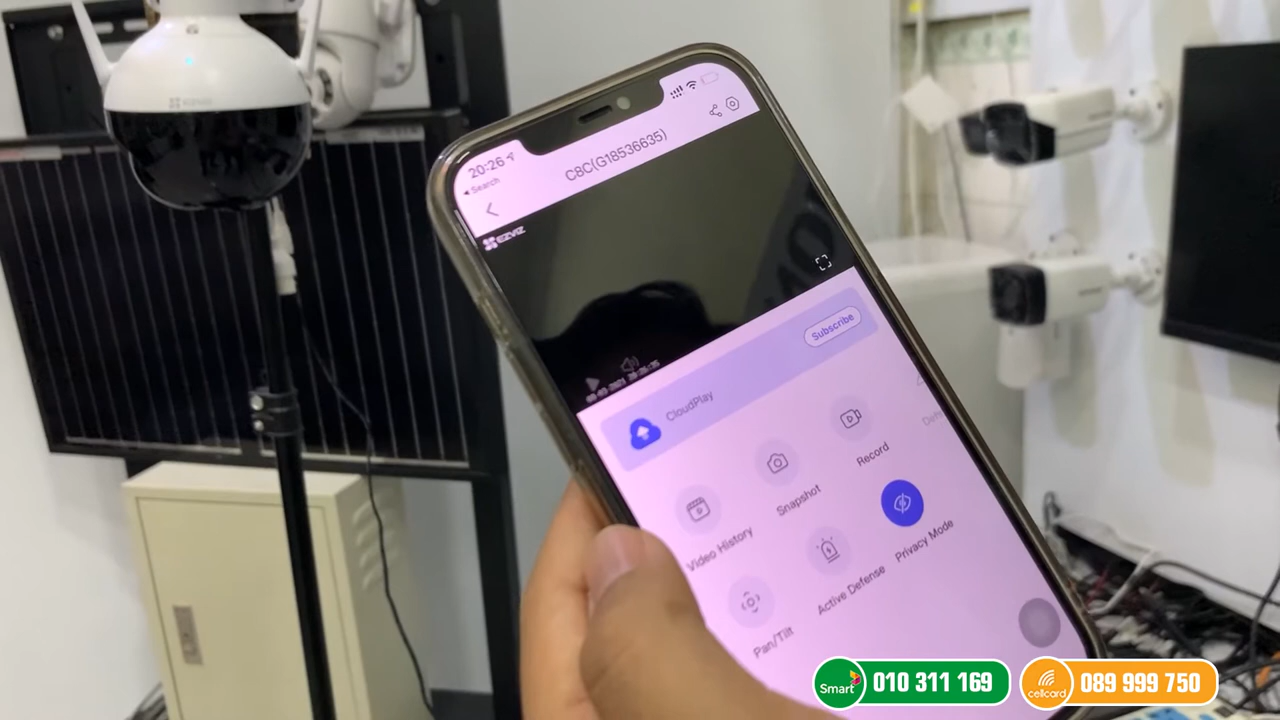 EZVIZ
20:26
Search
C8C(G18536635)
EZVIZ
CloudPlay
Subscribe
Video History
Snapshot
Record
Pan/Tilt
Active Defense
Privacy Mode
Smart
010 311 169
cellcard
089 999 750